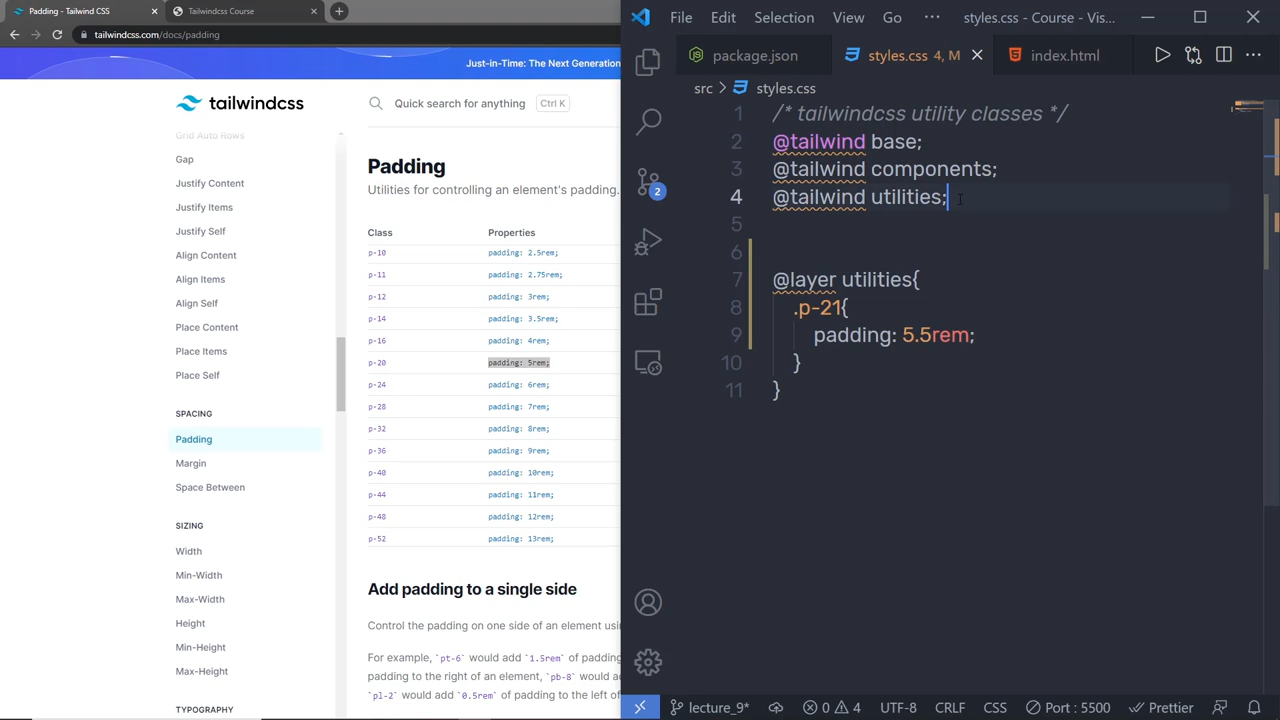 Padding - Tailwind CSS
Tailwind Course
tailwindcss.com/docs/padding
Just-in-Time: The Next Generation
tailwindcss
Quick search for anything
Ctrl K
Grid Auto Rows
Gap
Justify Content
Justify Items
Justify Self
Align Content
Align Items
Align Self
Place Content
Place Items
Place Self
SPACING
Padding
Margin
Space Between
SIZING
Width
Min-Width
Max-Width
Height
Min-Height
Max-Height
TYPOGRAPHY
Padding
Utilities for controlling an element's padding.
Class Properties
p-10 padding: 2.5rem;
p-11 padding: 2.75rem;
p-12 padding: 3rem;
p-14 padding: 3.5rem;
p-16 padding: 4rem;
p-20 padding: 5rem;
p-24 padding: 6rem;
p-28 padding: 7rem;
p-32 padding: 8rem;
p-36 padding: 9rem;
p-40 padding: 10rem;
p-44 padding: 11rem;
p-48 padding: 12rem;
p-52 padding: 13rem;
Add padding to a single side
Control the padding on one side of an element
For example, `pt-6` would add `1.5rem` of padding
padding to the right of an element, `pb-8` would
`pl-2` would add `0.5rem` of padding to the left of
File Edit Selection View Go ··· styles.css - Course - Vis...
package.json
styles.css 4, M
index.html
src > styles.css
1 /* tailwindcss utility classes */
2 @tailwind base;
3 @tailwind components;
4 @tailwind utilities;
5
6
7 @layer utilities{
8 .p-21{
9 padding: 5.5rem;
10 }
11 }
2
lecture_9* 0 4 UTF-8 CRLF CSS Port : 5500 Prettier